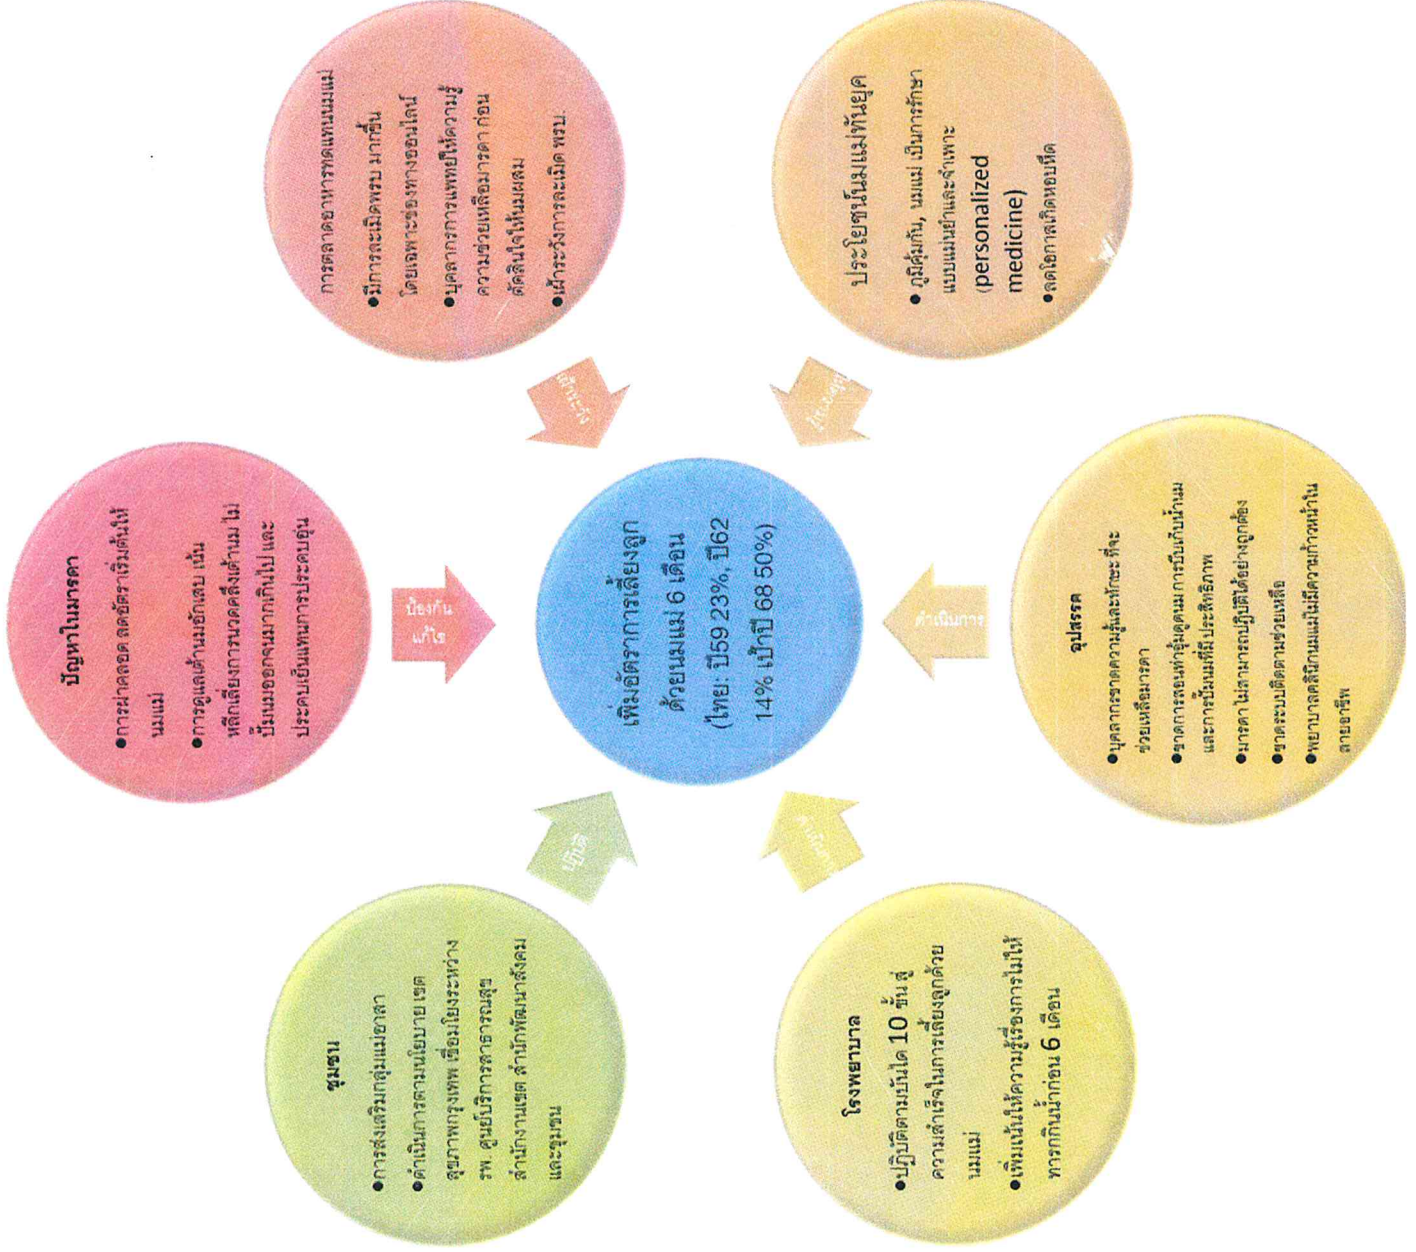 ปัญหาในมารดา
●การผ่าคลอด ลดอัตราเริ่มต้นให้
นมแม่
●การดูแลเต้านมอักเสบ เน้น
หลีกเลี่ยงการนวดคลึงเต้านม ไม่
ปั๊มนมออกจนมากเกินไป และ
ประคบเย็นแทนการประคบอุ่น
ป้องกัน
แก้ไข
การตลาดอาหารทดแทนนมแม่
●มีการละเมิดพรบ มากขึ้น
โดยเฉพาะช่องทางออนไลน์
●บุคลากรการแพทย์ให้ความรู้
ความช่วยเหลือมารดา ก่อน
ตัดสินใจให้นมผสม
●เฝ้าระวังการละเมิด พรบ.
เฝ้าระวัง
ประโยชน์นมแม่ทันยุค
●ภูมิคุ้มกัน, นมแม่ เป็นการรักษา
แบบแม่นยำและจำเพาะ
(personalized
medicine)
●ลดโอกาสเกิดหอบหืด
อุปสรรค
●บุคลากรขาดความรู้และทักษะ ที่จะ
ช่วยเหลือมารดา
●ขาดการสอนท่าอุ้มดูดนม การบีบเก็บน้ำนม
และการปั๊มนมที่มีประสิทธิภาพ
●มารดา ไม่สามารถปฏิบัติได้อย่างถูกต้อง
●ขาดระบบติดตามช่วยเหลือ
●พยาบาลคลินิกนมแม่ไม่มีความก้าวหน้าใน
สายอาชีพ
ดำเนินการ
โรงพยาบาล
●ปฏิบัติตามบันได 10 ขั้น สู่
ความสำเร็จในการเลี้ยงลูกด้วย
นมแม่
●เพิ่มเน้นให้ความรู้เรื่องการไม่ให้
ทารกกินน้ำก่อน 6 เดือน
ดำเนินการ
ชุมชน
●การส่งเสริมกลุ่มแม่อาสา
●ดำเนินการตามนโยบาย เขต
สุขภาพกรุงเทพ เชื่อมโยงระหว่าง
รพ. ศูนย์บริการสาธารณสุข
สำนักงานเขต สำนักพัฒนาสังคม
และชุมชน
ปฏิบัติ
เพิ่มอัตราการเลี้ยงลูก
ด้วยนมแม่ 6 เดือน
(ไทย: ปี59 23%, ปี62
14% เป้าปี 68 50%)